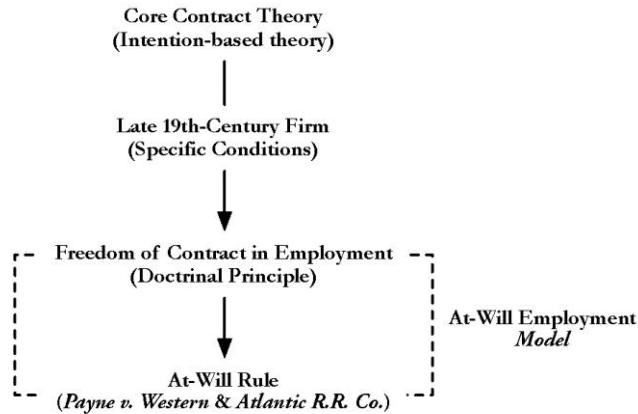 Core Contract Theory
(Intention-based theory)
Late 19th-Century Firm
(Specific Conditions)
Freedom of Contract in Employment
(Doctrinal Principle)
At-Will Employment
Model
At-Will Rule
(Payne v. Western & Atlantic R.R. Co.)